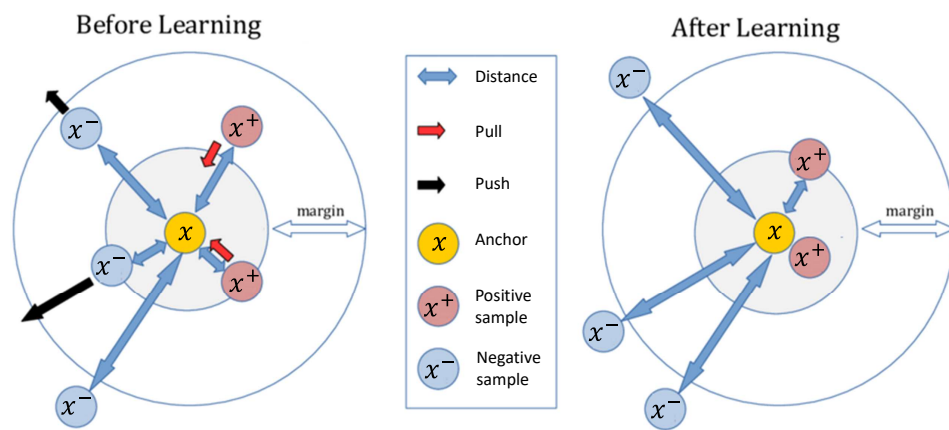 Before Learning
After Learning
x⁻
x⁺
x
x⁻
x⁺
x⁻
margin
Distance
Pull
Push
x
Anchor
x⁺
Positive
sample
x⁻
Negative
sample
x⁻
x⁺
x
x⁺
x⁻
x⁻
margin